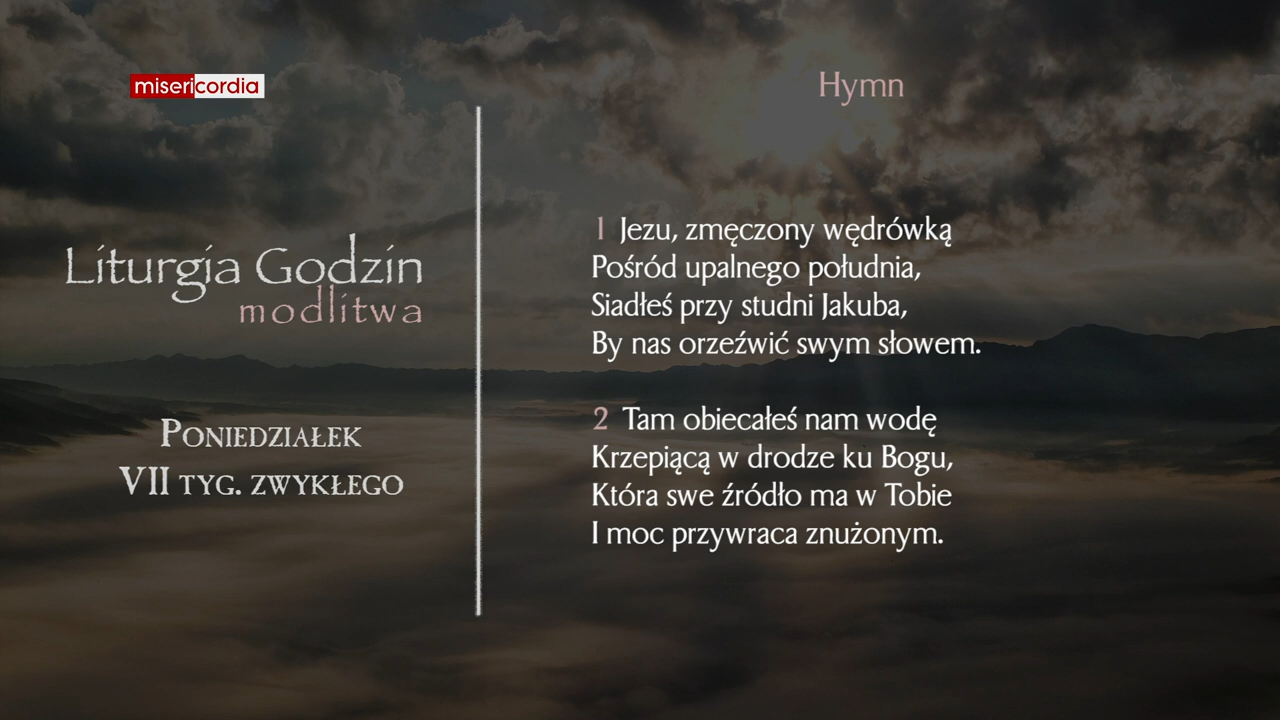 misericordia
Liturgia Godzin
modlitwa
Poniedziałek
VII tyg. zwykłego
Hymn
1 Jezu, zmęczony wędrówką
Pośród upalnego południa,
Siadłeś przy studni Jakuba,
By nas orzeźwić swym słowem.
2 Tam obiecałeś nam wodę
Krzepiącą w drodze ku Bogu,
Która swe źródło ma w Tobie
I moc przywraca znużonym.